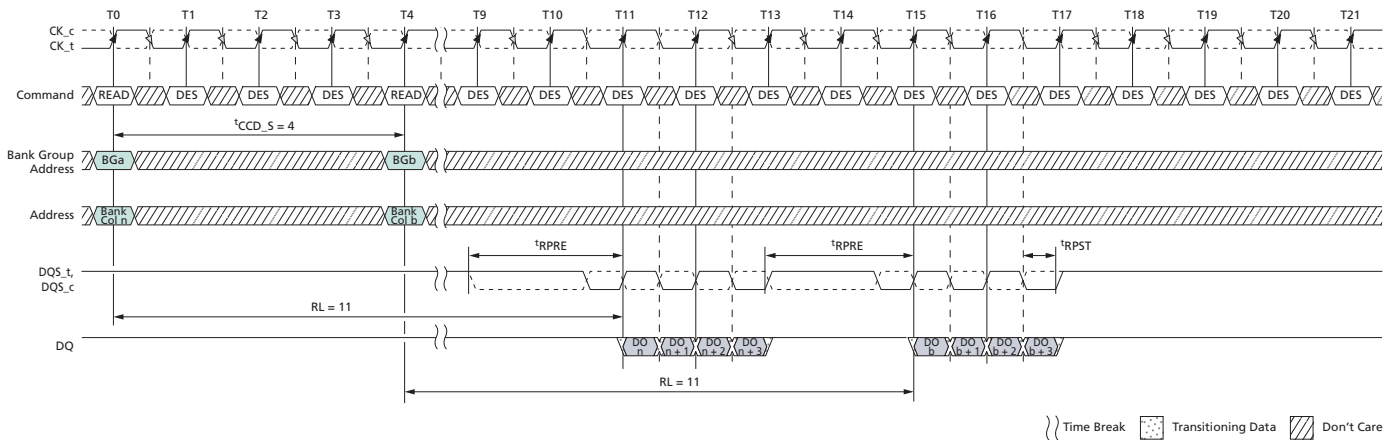 T0 T1 T2 T3 T4 T9 T10 T11 T12 T13 T14 T15 T16 T17 T18 T19 T20 T21
CK_c
CK_t
Command READ DES DES DES READ DES DES DES DES DES DES DES DES DES DES DES DES DES
tCCD_S = 4
Bank Group
Address
BGa BGb
Address
Bank
Col n
Bank
Col b
tRPRE tRPRE tRPST
DQS_t,
DQS_c
RL = 11
DQ
DO
n
DO
n + 1
DO
n + 2
DO
n + 3
DO
b
DO
b + 1
DO
b + 2
DO
b + 3
RL = 11
Time Break Transitioning Data Don't Care